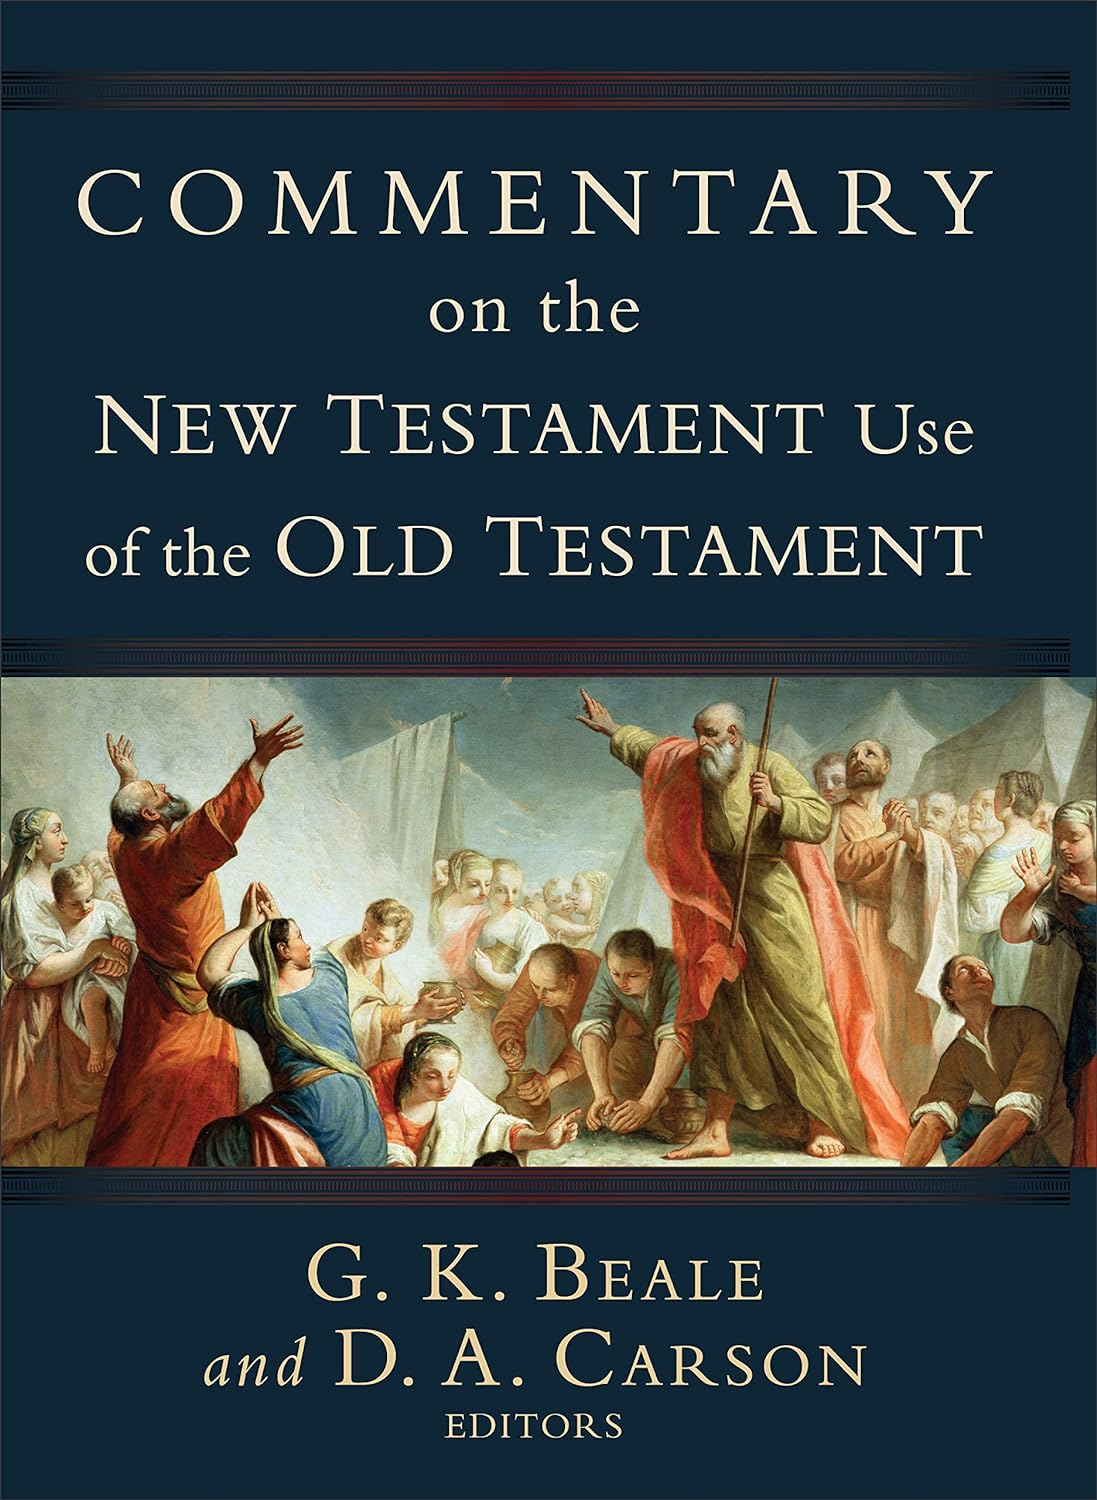 COMMENTARY
on the
NEW TESTAMENT Use
of the OLD TESTAMENT
G. K. BEALE
and D. A. CARSON
EDITORS